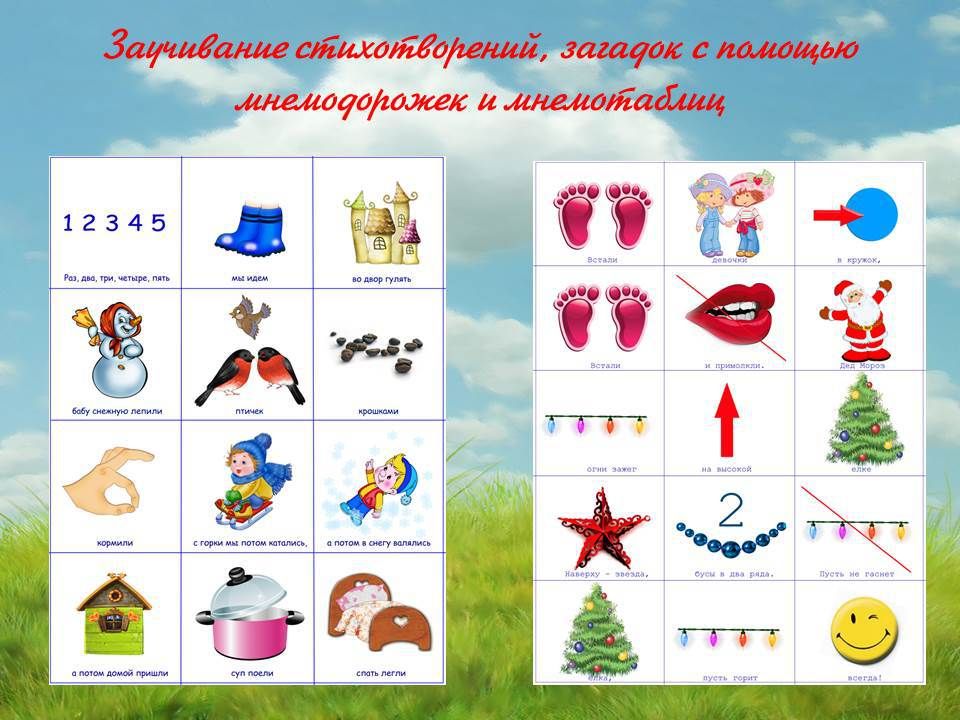 Заучивание стихотворений, загадок с помощью
мнемодорожек и мнемотаблиц
1 2 3 4 5
Раз, два, три, четыре, пять
мы идем
во двор гулять
бабу снежную лепили
птичек
крошками
кормили
с горки мы потом катались,
а потом в снегу валялись
а потом домой пришли
суп поели
спать легли
Встали
девочки
в кружок,
Встали
и примолкли.
Дед Мороз
огни зажег
на высокой
елке
2
Наверху - звезда,
бусы в два ряда.
Пусть не гаснет
елка,
пусть горит
всегда!